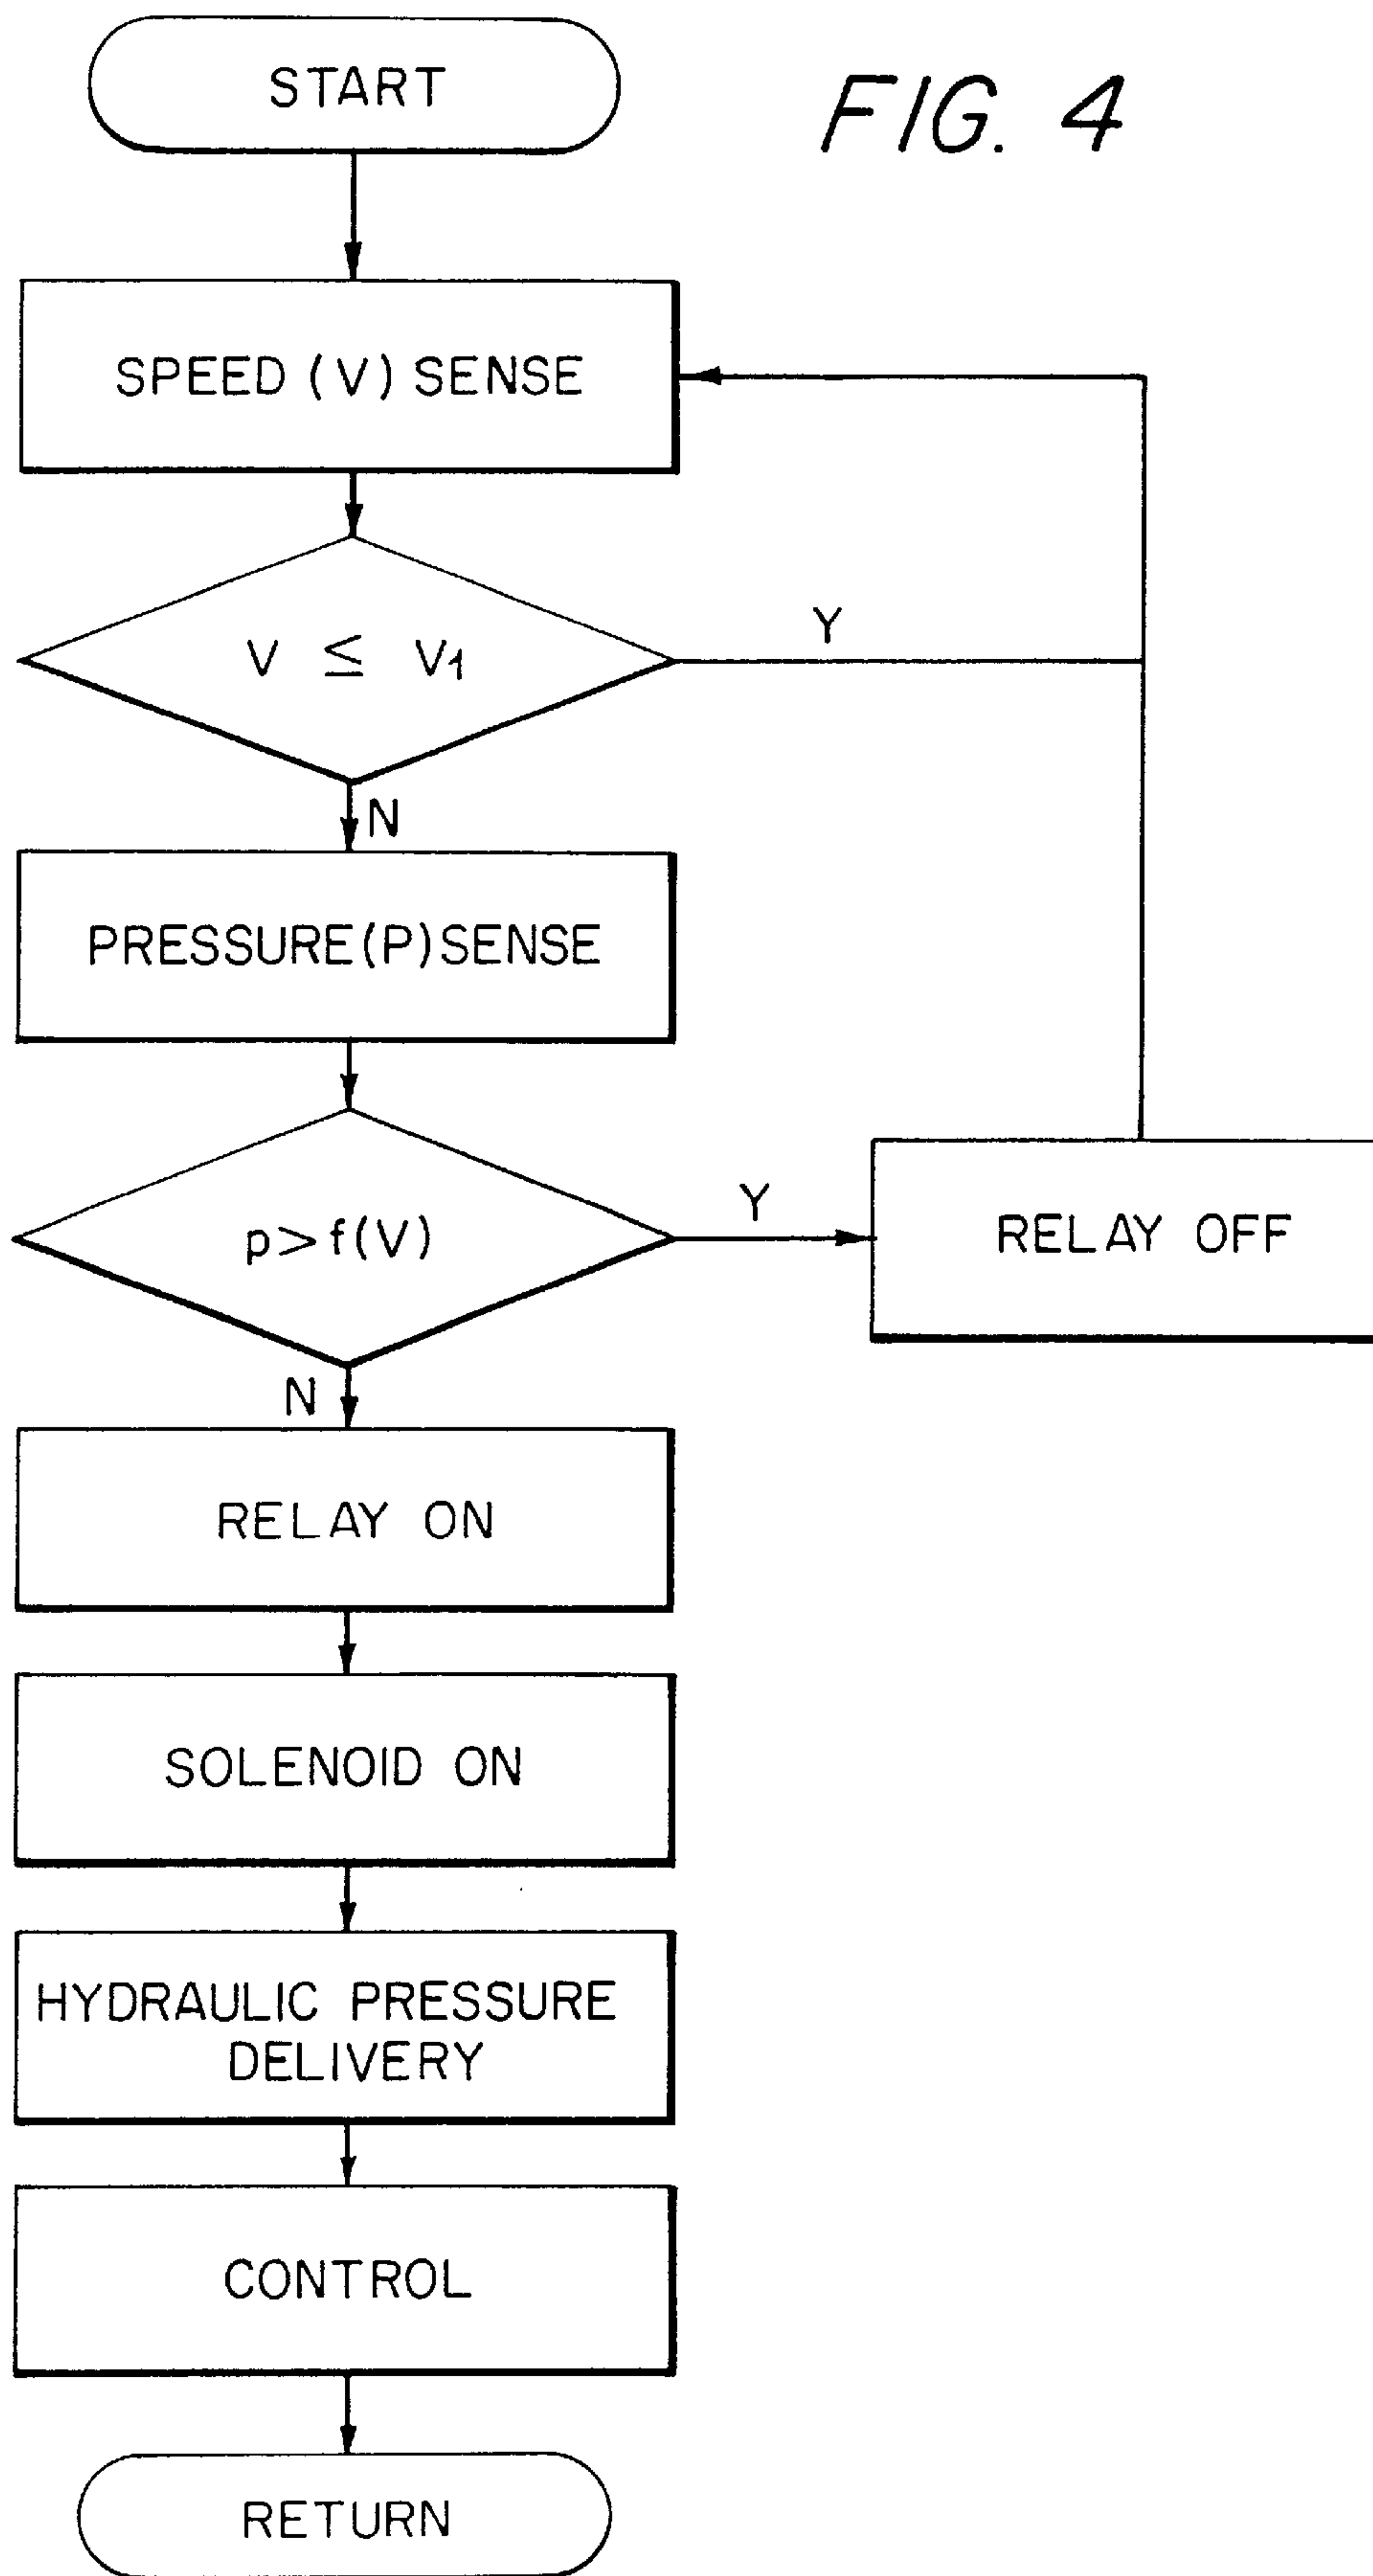 START
FIG. 4
SPEED (V) SENSE
V ≤ V1
Y
N
PRESSURE(P)SENSE
p>f(V)
Y
RELAY OFF
N
RELAY ON
SOLENOID ON
HYDRAULIC PRESSURE
DELIVERY
CONTROL
RETURN